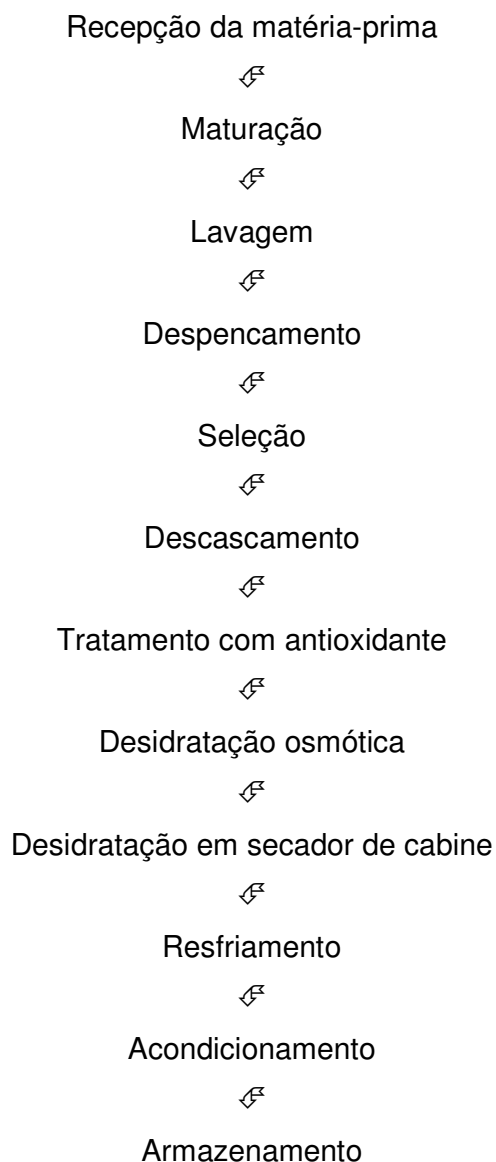 Recepção da matéria-prima
Maturação
Lavagem
Despencamento
Seleção
Descascamento
Tratamento com antioxidante
Desidratação osmótica
Desidratação em secador de cabine
Resfriamento
Acondicionamento
Armazenamento